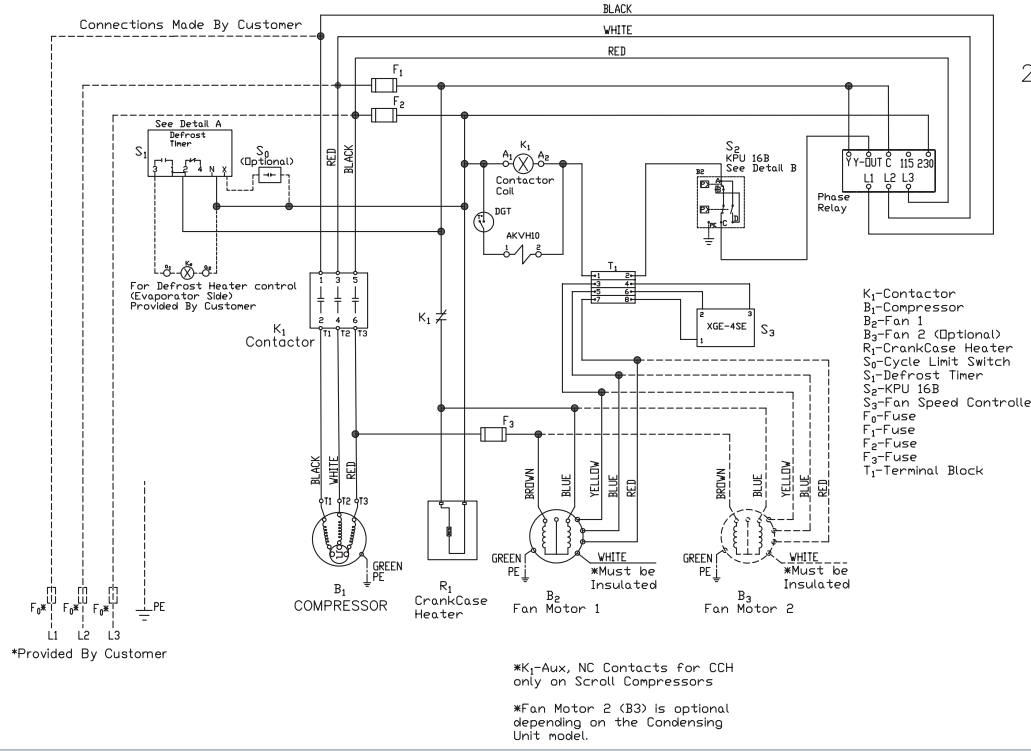 BLACK
Connections Made By Customer
WHITE
RED
2
F1
F2
See Detail A
Defrost
Timer
S1
3 2 4 N X
S0
(Optional)
RED
BLACK
K1
A1 A2
Contactor
Coil
DGT
AKVH10
1 2
S2
KPU 16B
See Detail B
B2
P
P
A
B
D
PE
C
Y Y-OUT C 115 230
L1 L2 L3
Phase
Relay
For Defrost Heater control
(Evaporator Side)
Provided By Customer
1 3 5
2 4 6
T1 T2 T3
K1
Contactor
K1
T1
1 2
3 4
5 6
7 8
2 3
XGE-4SE
1
S3
K1-Contactor
B1-Compressor
B2-Fan 1
B3-Fan 2 (Optional)
R1-CrankCase Heater
S0-Cycle Limit Switch
S1-Defrost Timer
S2-KPU 16B
S3-Fan Speed Controlle
F0-Fuse
F1-Fuse
F2-Fuse
F3-Fuse
T1-Terminal Block
F3
BLACK
WHITE
RED
BROWN
BLUE
YELLOW
BLUE
RED
BROWN
BLUE
YELLOW
BLUE
RED
T1 T2 T3
GREEN
PE
B1
COMPRESSOR
R1
CrankCase
Heater
GREEN
PE
WHITE
*Must be
Insulated
B2
Fan Motor 1
GREEN
PE
WHITE
*Must be
Insulated
B3
Fan Motor 2
F0* F0* F0* PE
L1 L2 L3
*Provided By Customer
*K1-Aux, NC Contacts for CCH
only on Scroll Compressors
*Fan Motor 2 (B3) is optional
depending on the Condensing
Unit model.